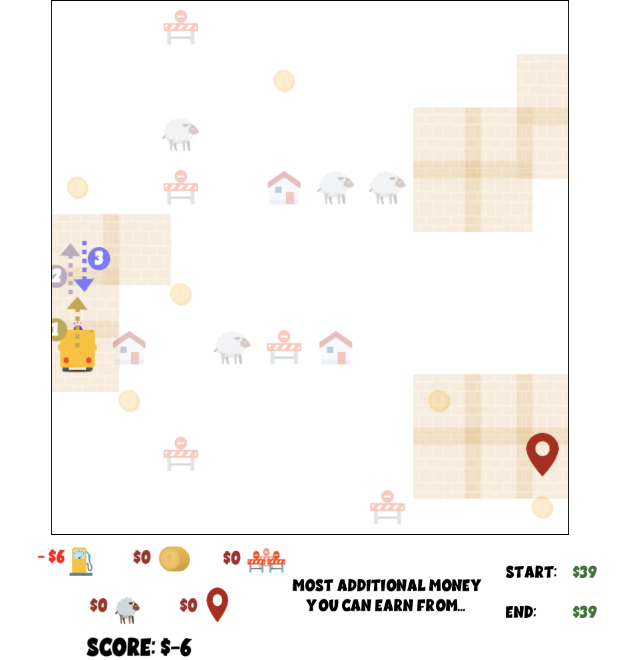 3
2
1
- $6
$0
$0
$0
$0
SCORE: $-6
MOST ADDITIONAL MONEY
YOU CAN EARN FROM...
START: $39
END: $39